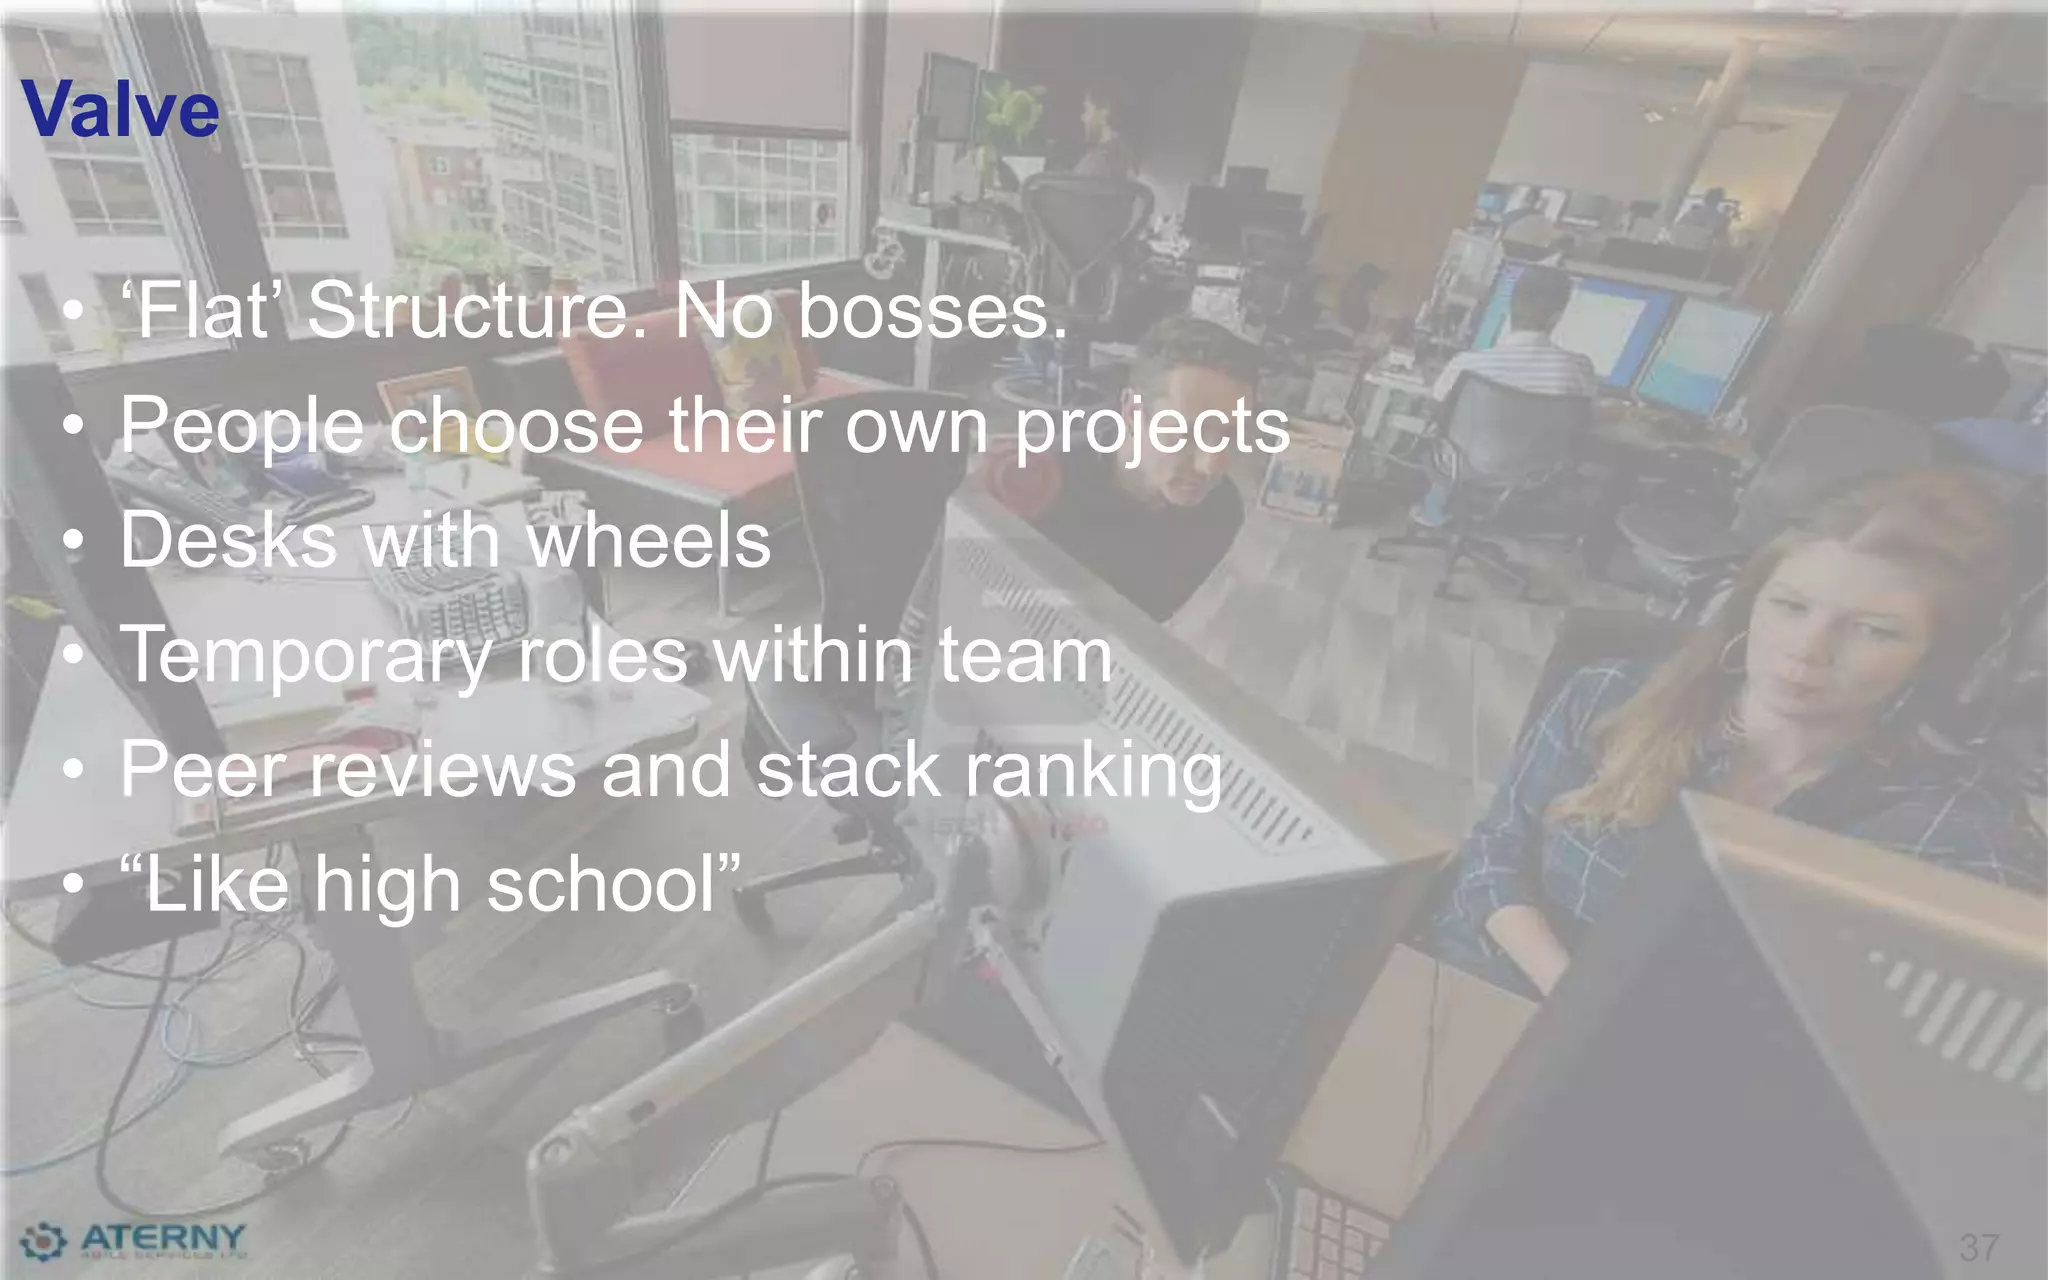 Valve
• ‘Flat’ Structure. No bosses.
• People choose their own projects
• Desks with wheels
• Temporary roles within team
• Peer reviews and stack ranking
• “Like high school”
ATERNY
AGILE SERVICES LTD
37